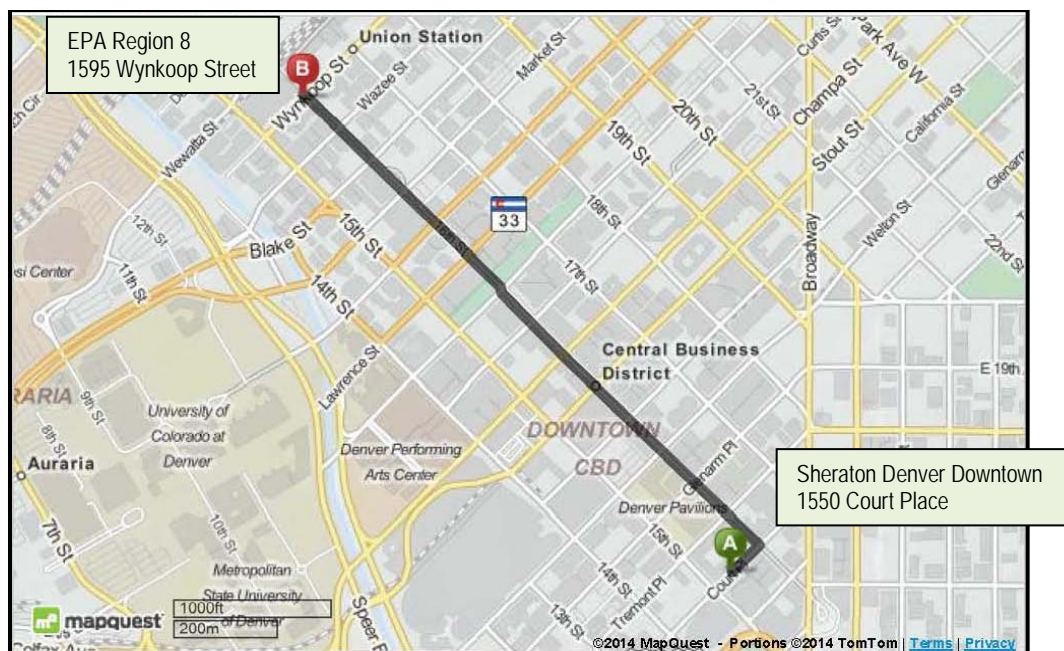 EPA Region 8
1595 Wynkoop Street
Union Station
B
Wynkoop St
Wazee St
Market St
Curtis St
Park Ave W
21st St
Champa St
California St
20th St
Stout St
19th St
Glenarm
Wewatta St
18th St
33
Welton St
22nd St
12th St
Blake St
15th St
16th St
Broadway
11th St
14th St
17th St
Central Business
District
E 19th
Lawrence St
9th St
University of
Colorado at
Denver
DOWNTOWN
CBD
Denver Performing
Arts Center
Auraria
8th St
Glenarm Pl
Sheraton Denver Downtown
1550 Court Place
Denver Pavilions
7th St
10th St
15th St
A
Court Pl
Metropolitan
State University
of Denver
14th St
Tremont Pl
13th St
Speer
1000ft
200m
mapquest
Colfax Ave
©2014 MapQuest - Portions ©2014 TomTom | Terms | Privacy